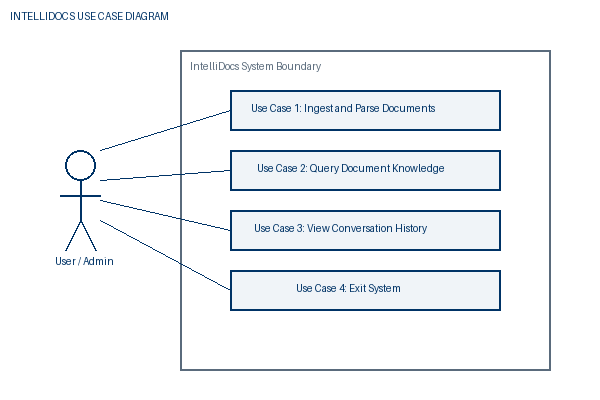 INTELLIDOCS USE CASE DIAGRAM
IntelliDocs System Boundary
Use Case 1: Ingest and Parse Documents
Use Case 2: Query Document Knowledge
Use Case 3: View Conversation History
Use Case 4: Exit System
User / Admin